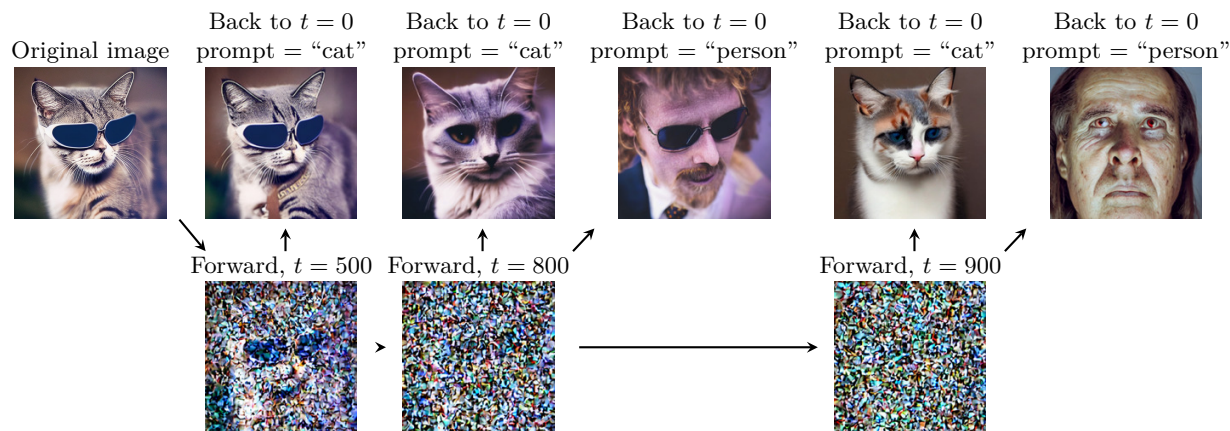 Original image
Back to t = 0
prompt = “cat”
Back to t = 0
prompt = “cat”
Back to t = 0
prompt = “person”
Back to t = 0
prompt = “cat”
Back to t = 0
prompt = “person”
Forward, t = 500
Forward, t = 800
Forward, t = 900